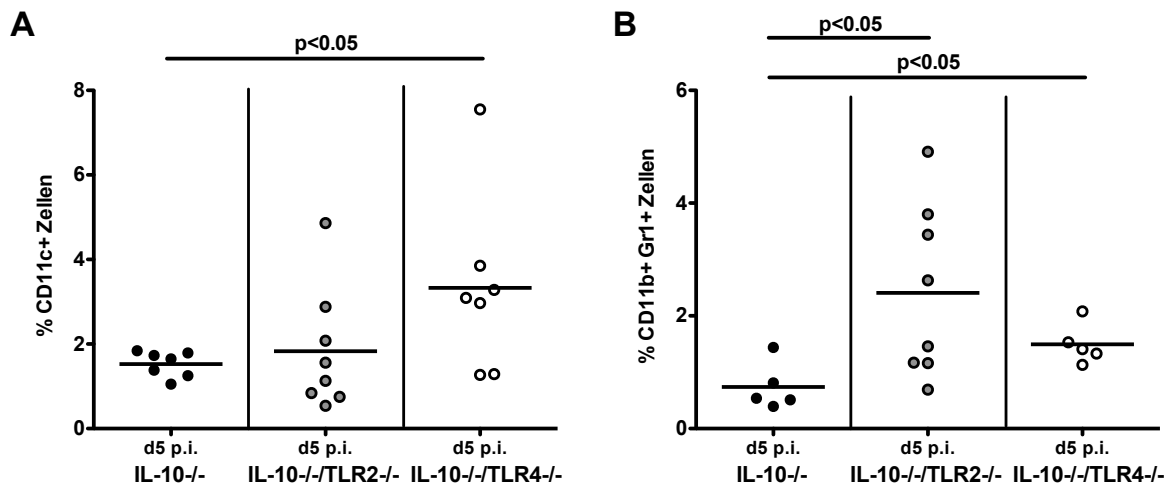 A
p<0.05
% CD11c+ Zellen
8
6
4
2
0
d5 p.i. d5 p.i. d5 p.i.
IL-10-/- IL-10-/-/TLR2-/- IL-10-/-/TLR4-/-
B
p<0.05
p<0.05
% CD11b+ Gr1+ Zellen
6
4
2
0
d5 p.i. d5 p.i. d5 p.i.
IL-10-/- IL-10-/-/TLR2-/- IL-10-/-/TLR4-/-